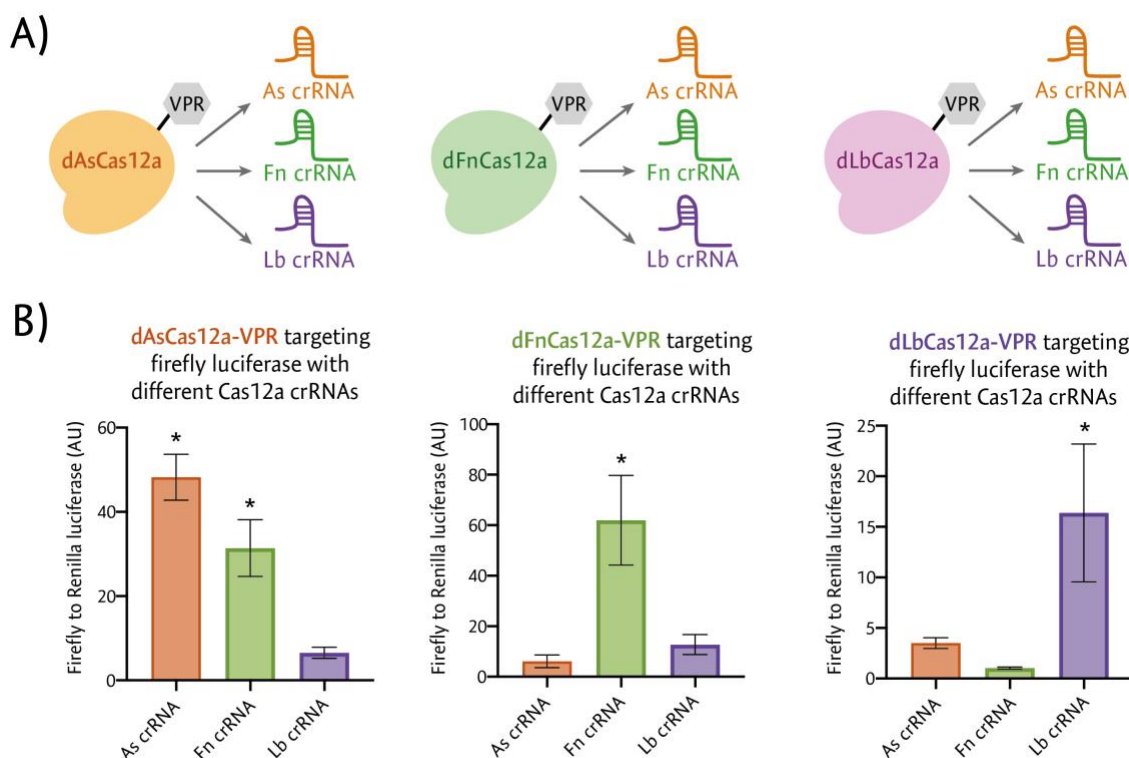 A)
VPR
dAsCas12a
As crRNA
Fn crRNA
Lb crRNA
VPR
dFnCas12a
As crRNA
Fn crRNA
Lb crRNA
VPR
dLbCas12a
As crRNA
Fn crRNA
Lb crRNA
B)
dAsCas12a-VPR targeting
firefly luciferase with
different Cas12a crRNAs
Firefly to Renilla luciferase (AU)
60
40
20
0
*
*
As crRNA
Fn crRNA
Lb crRNA
dFnCas12a-VPR targeting
firefly luciferase with
different Cas12a crRNAs
Firefly to Renilla luciferase (AU)
100
80
60
40
20
0
*
As crRNA
Fn crRNA
Lb crRNA
dLbCas12a-VPR targeting
firefly luciferase with
different Cas12a crRNAs
Firefly to Renilla luciferase (AU)
25
20
15
10
5
0
*
As crRNA
Fn crRNA
Lb crRNA